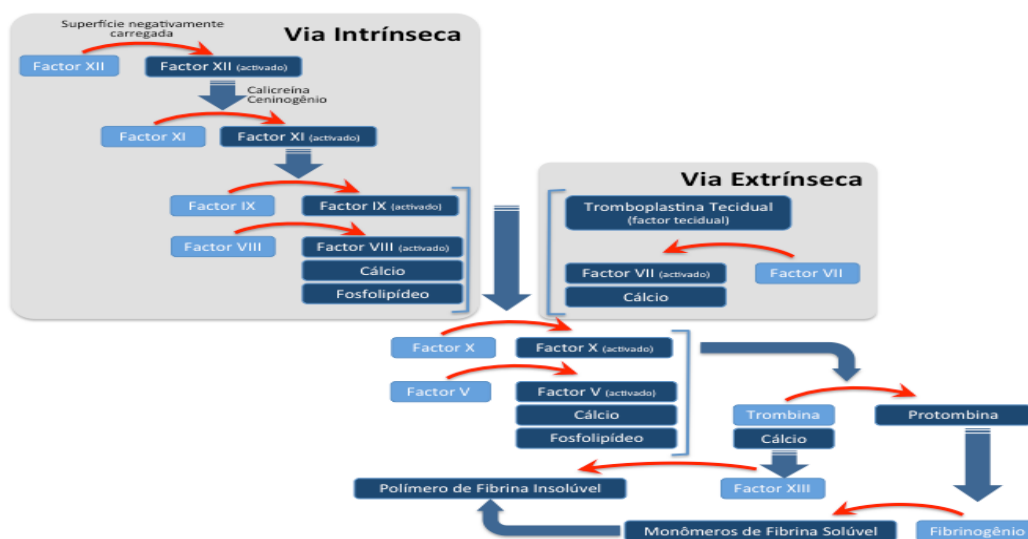 Superfície negativamente
carregada
Via Intrínseca
Factor XII
Factor XII (activado)
Calicreína
Ceninogênio
Factor XI
Factor XI (activado)
Factor IX
Factor IX (activado)
Factor VIII
Factor VIII (activado)
Cálcio
Fosfolipídeo
Via Extrínseca
Tromboplastina Tecidual
(factor tecidual)
Factor VII (activado)
Factor VII
Cálcio
Factor X
Factor X (activado)
Factor V
Factor V (activado)
Cálcio
Fosfolipídeo
Trombina
Protombina
Cálcio
Polímero de Fibrina Insolúvel
Factor XIII
Monômeros de Fibrina Solúvel
Fibrinogênio